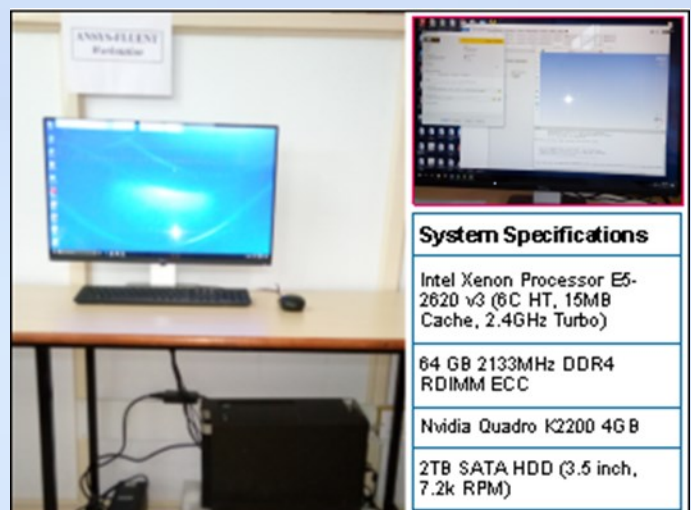 ANSYS-FLUENT
Workstation
System Specifications
Intel Xenon Processor E5-
2620 v3 (6C HT, 15MB
Cache, 2.4GHz Turbo)
64 GB 2133MHz DDR4
RDIMM ECC
Nvidia Quadro K2200 4GB
2TB SATA HDD (3.5 inch,
7.2k RPM)